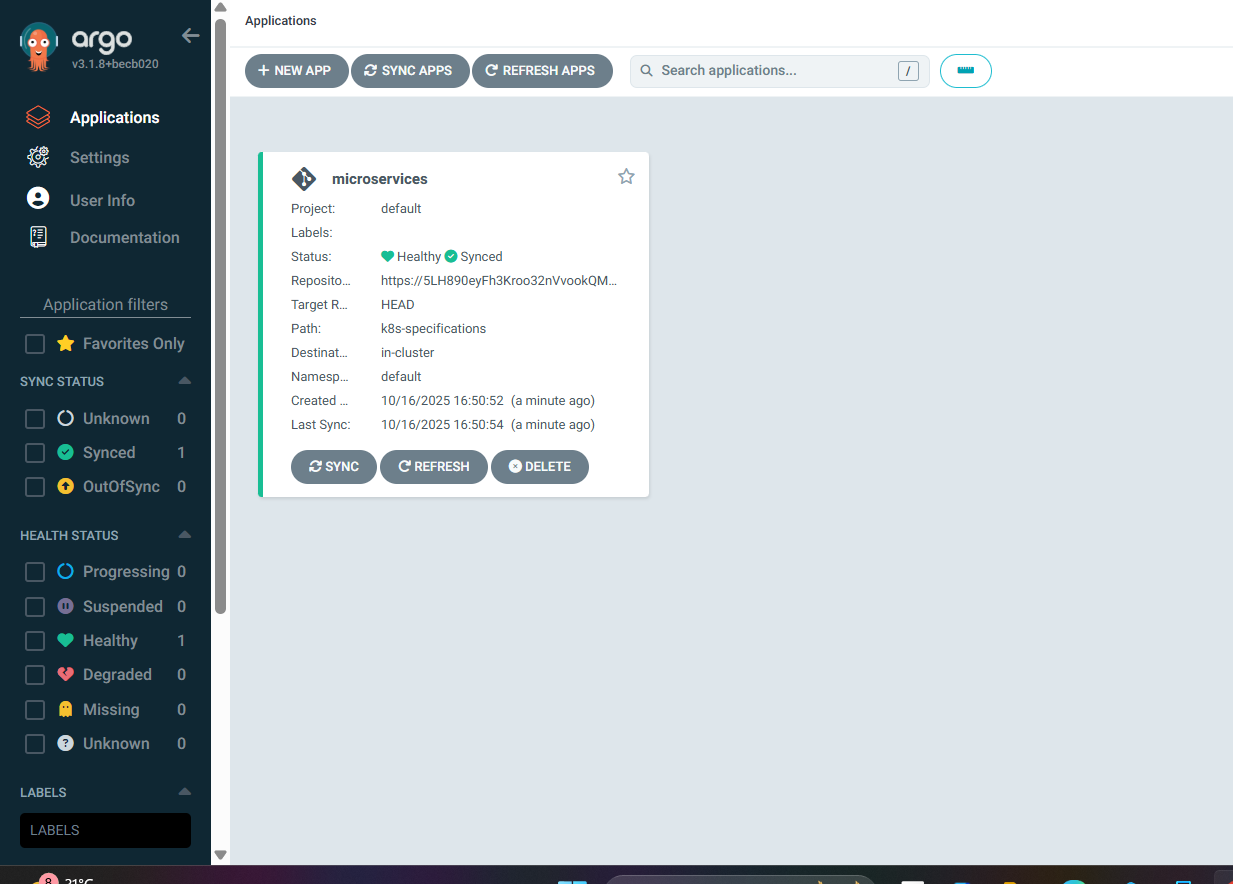 argo
v3.1.8+becb020
Applications
Settings
User Info
Documentation
Application filters
Favorites Only
SYNC STATUS
Unknown 0
Synced 1
OutOfSync 0
HEALTH STATUS
Progressing 0
Suspended 0
Healthy 1
Degraded 0
Missing 0
Unknown 0
LABELS
LABELS
Applications
NEW APP SYNC APPS REFRESH APPS Search applications... /
microservices
Project: default
Labels:
Status: Healthy Synced
Reposito... https://5LH890eyFh3Kroo32nVvookQM...
Target R... HEAD
Path: k8s-specifications
Destinat... in-cluster
Namesp... default
Created ... 10/16/2025 16:50:52 (a minute ago)
Last Sync: 10/16/2025 16:50:54 (a minute ago)
SYNC REFRESH DELETE
8 21°C